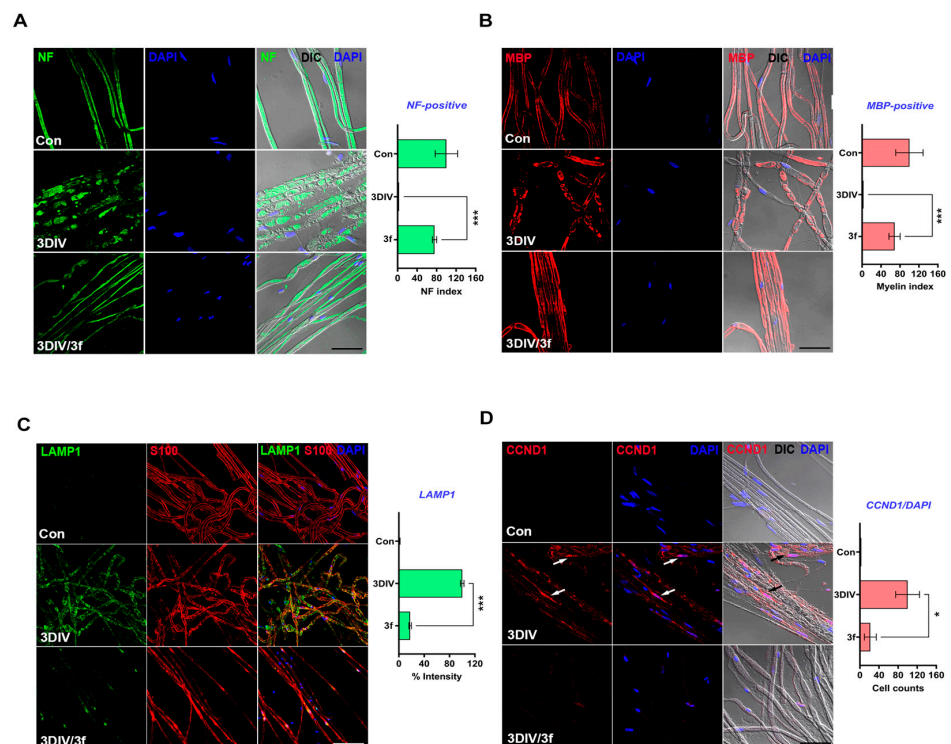 A
NF DAPI NF DIC DAPI
Con
3DIV
3DIV/3f
NF-positive
Con
3DIV
3f
***
0 40 80 120 160
NF index
B
MBP DAPI MBP DIC DAPI
Con
3DIV
3DIV/3f
MBP-positive
Con
3DIV
3f
***
0 40 80 120 160
Myelin index
C
LAMP1 S100 LAMP1 S100 DAPI
Con
3DIV
3DIV/3f
LAMP1
Con
3DIV
3f
***
0 40 80 120
% Intensity
D
CCND1 CCND1 DAPI CCND1 DIC DAPI
Con
3DIV
3DIV/3f
CCND1/DAPI
Con
3DIV
3f
*
0 40 80 120 160
Cell counts